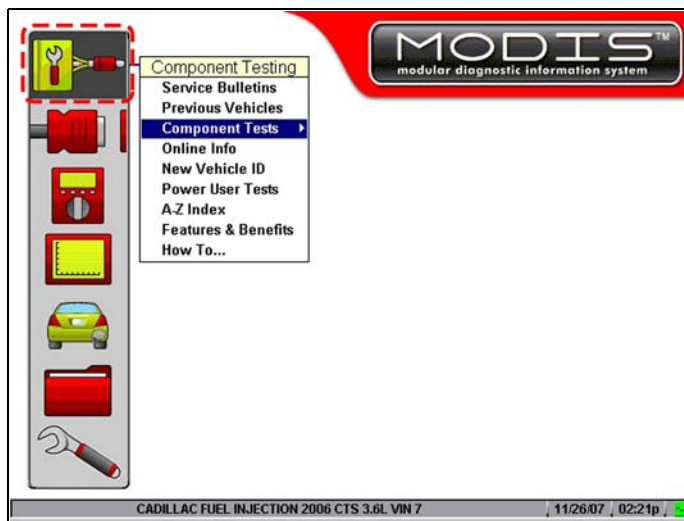 MODIS™
modular diagnostic information system
Component Testing
Service Bulletins
Previous Vehicles
Component Tests
Online Info
New Vehicle ID
Power User Tests
A-Z Index
Features & Benefits
How To...
CADILLAC FUEL INJECTION 2006 CTS 3.6L VIN 7
11/26/07
02:21p